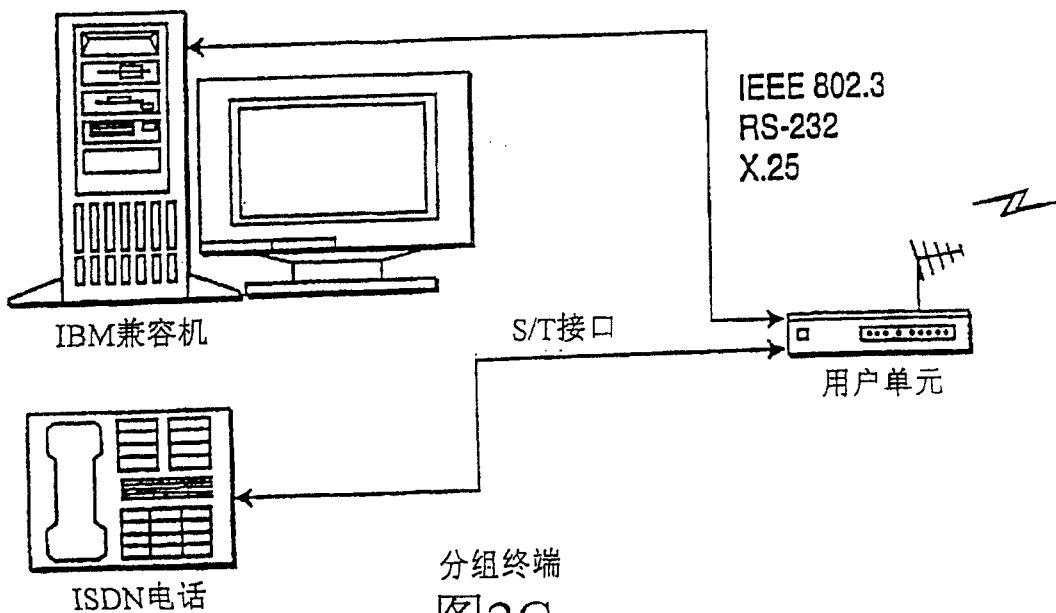 IEEE 802.3
RS-232
X.25
IBM兼容机
S/T接口
用户单元
ISDN电话
分组终端